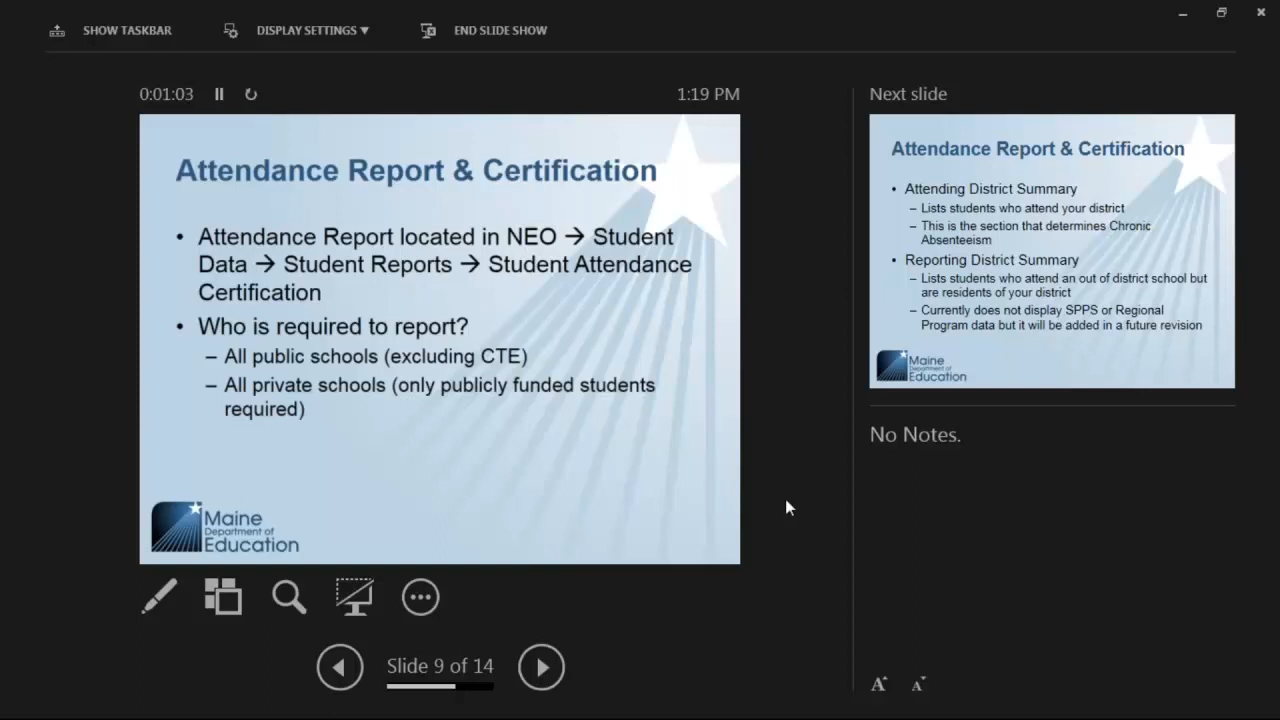 SHOW TASKBAR
DISPLAY SETTINGS ▼
END SLIDE SHOW
0:01:03
1:19 PM
Attendance Report & Certification
• Attendance Report located in NEO → Student
Data → Student Reports → Student Attendance
Certification
• Who is required to report?
– All public schools (excluding CTE)
– All private schools (only publicly funded students
required)
Maine
Department of
Education
Slide 9 of 14
Next slide
Attendance Report & Certification
• Attending District Summary
– Lists students who attend your district
– This is the section that determines Chronic
Absenteeism
• Reporting District Summary
– Lists students who attend an out of district school but
are residents of your district
– Currently does not display SPPS or Regional
Program data but it will be added in a future revision
Maine
Department of
Education
No Notes.
A A